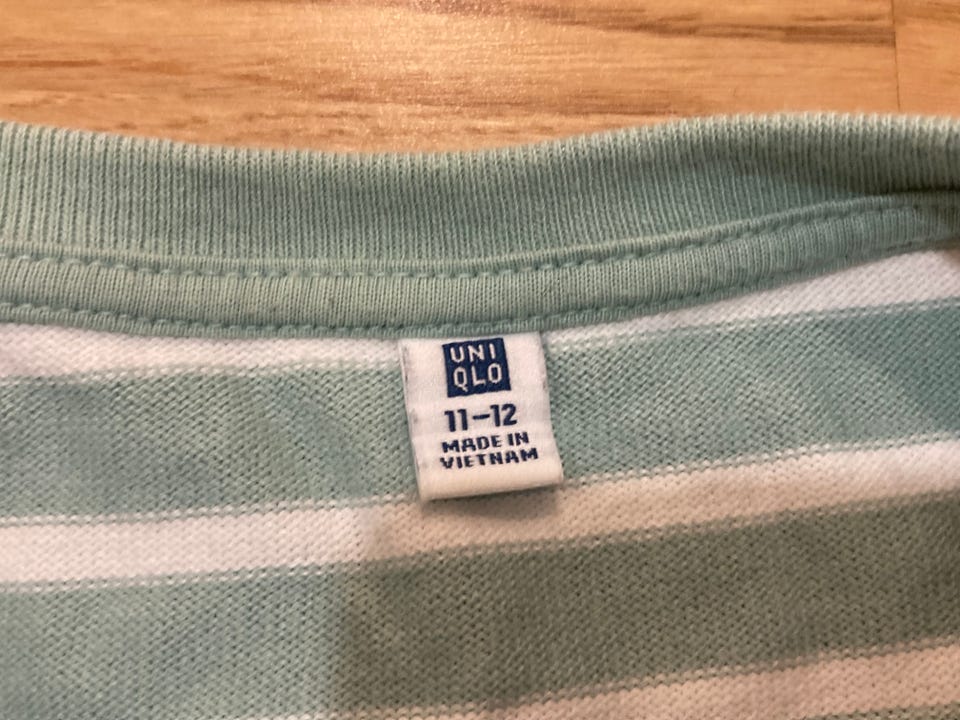 UNI
QLO
11-12
MADE IN
VIETNAM